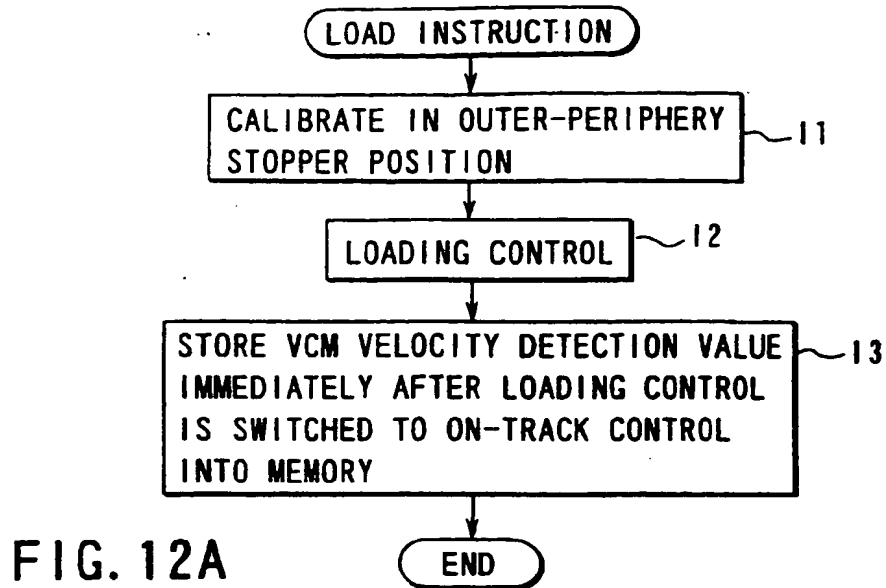 LOAD INSTRUCTION
CALIBRATE IN OUTER-PERIPHERY
STOPPER POSITION
11
LOADING CONTROL
12
STORE VCM VELOCITY DETECTION VALUE
IMMEDIATELY AFTER LOADING CONTROL
IS SWITCHED TO ON-TRACK CONTROL
INTO MEMORY
13
END
FIG. 12A